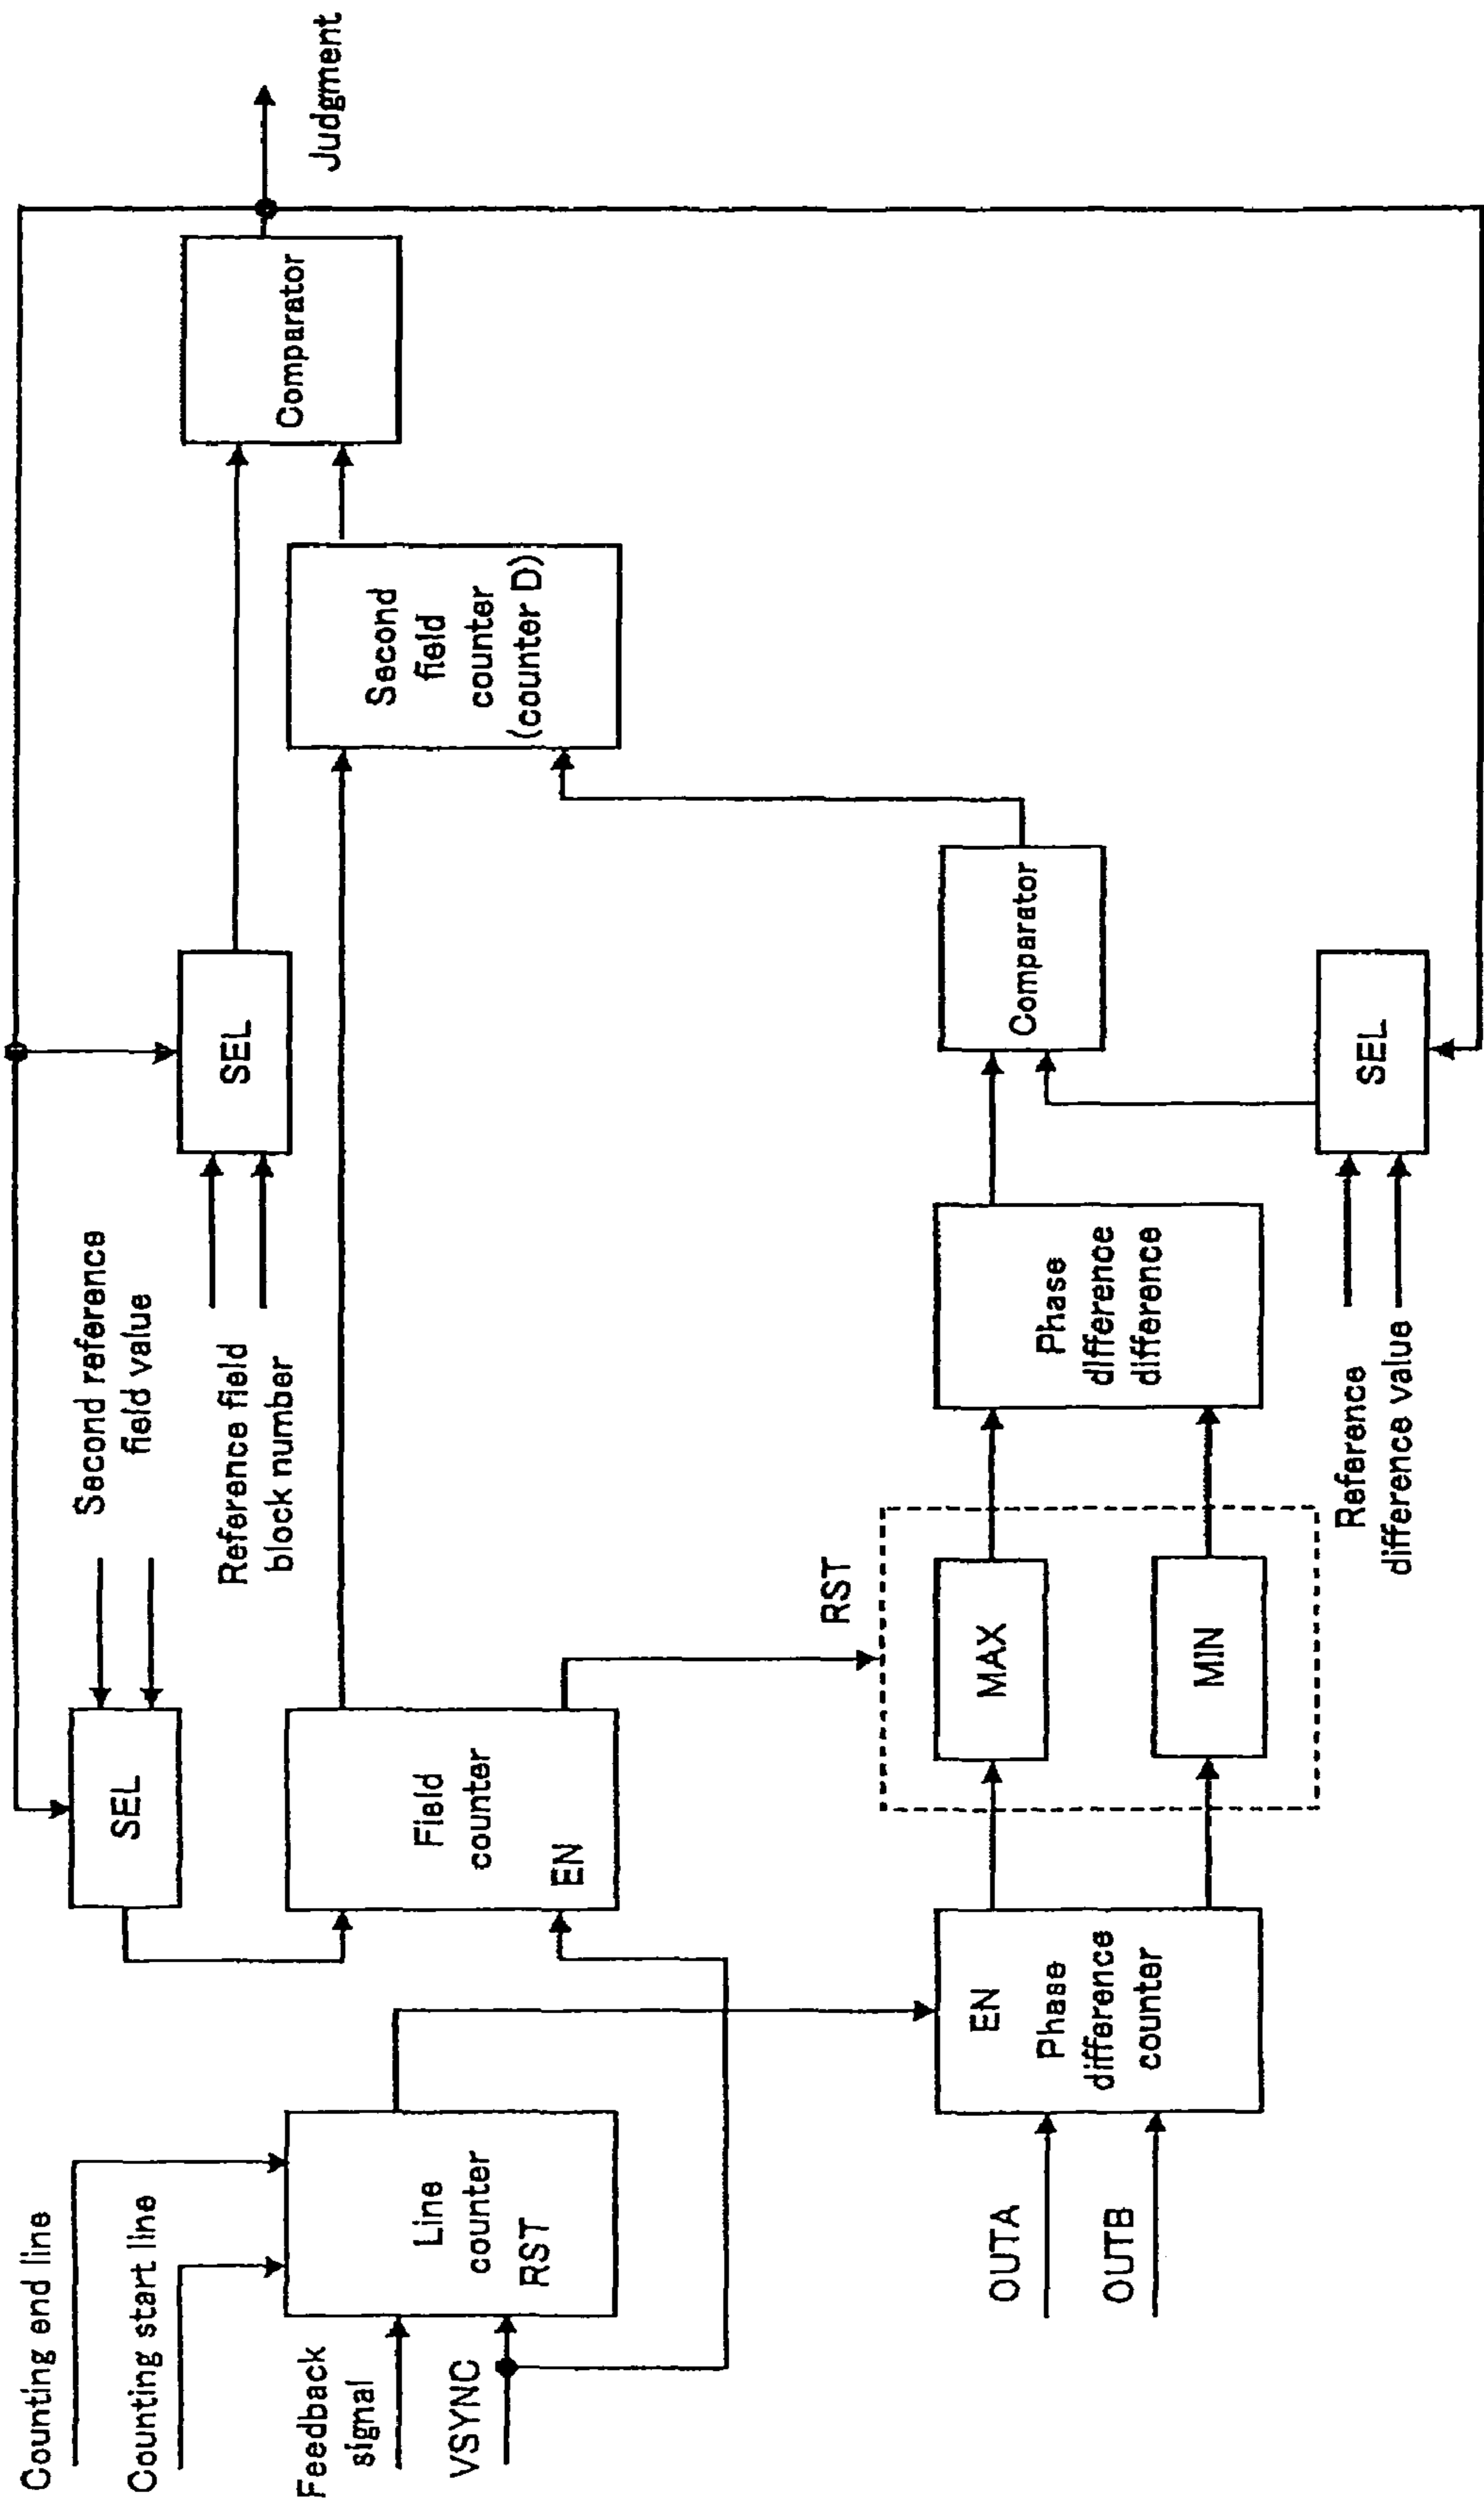 Counting end line
Counting start line
Feedback
signal
VSYNC
Line
counter
RST
SEL
Second reference
field value
Field
counter
EN
Reference field
block number
SEL
Second
field
counter
(counter D)
Comparator
Judgment
OUTA
OUTB
EN
Phase
difference
counter
RST
MAX
MIN
Phase
difference
difference
Comparator
Reference
difference value
SEL